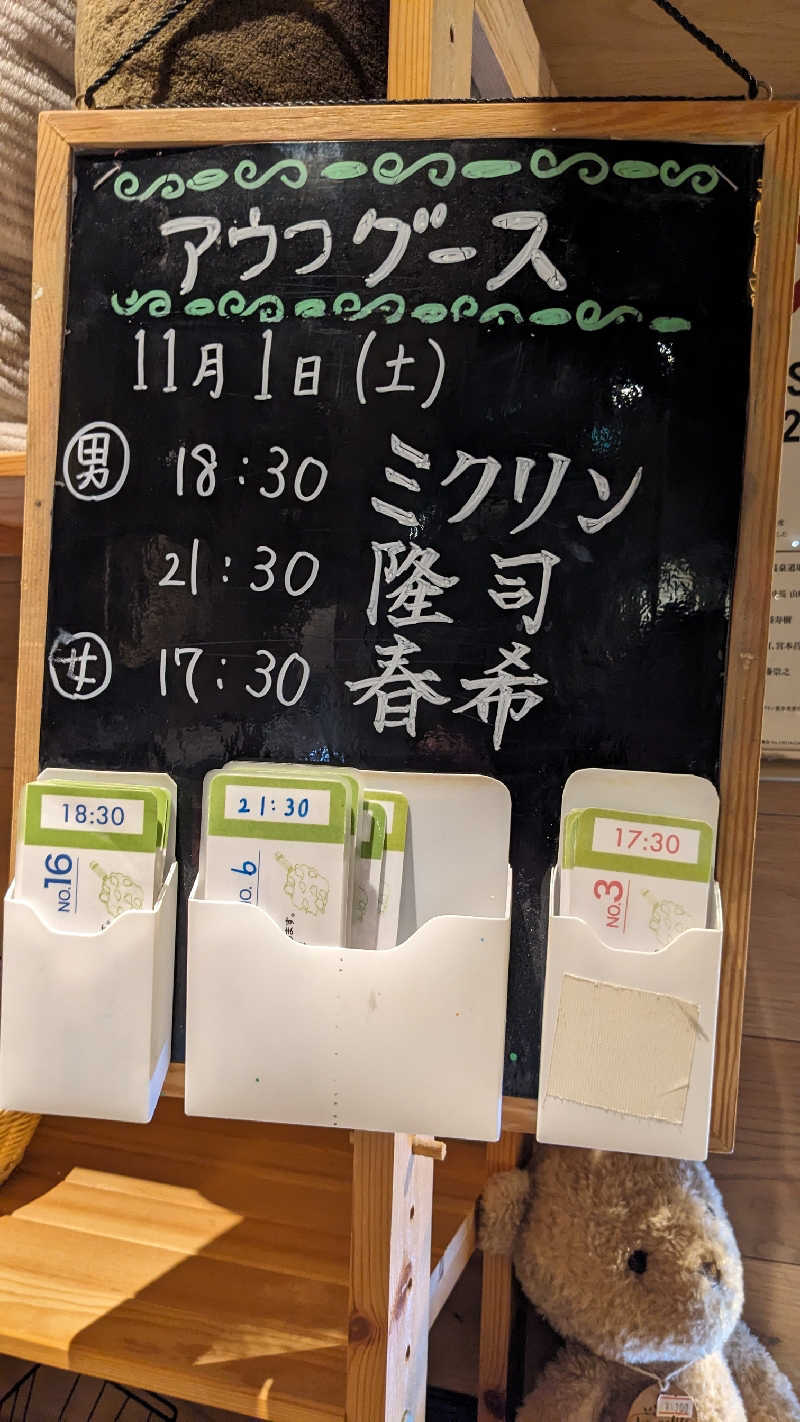 アウフグース
11月1日(土)
男 18:30 ミクリン
21:30 隆司
女 17:30 春希
18:30
NO.16
21:30
NO.6
ます。
17:30
NO.3